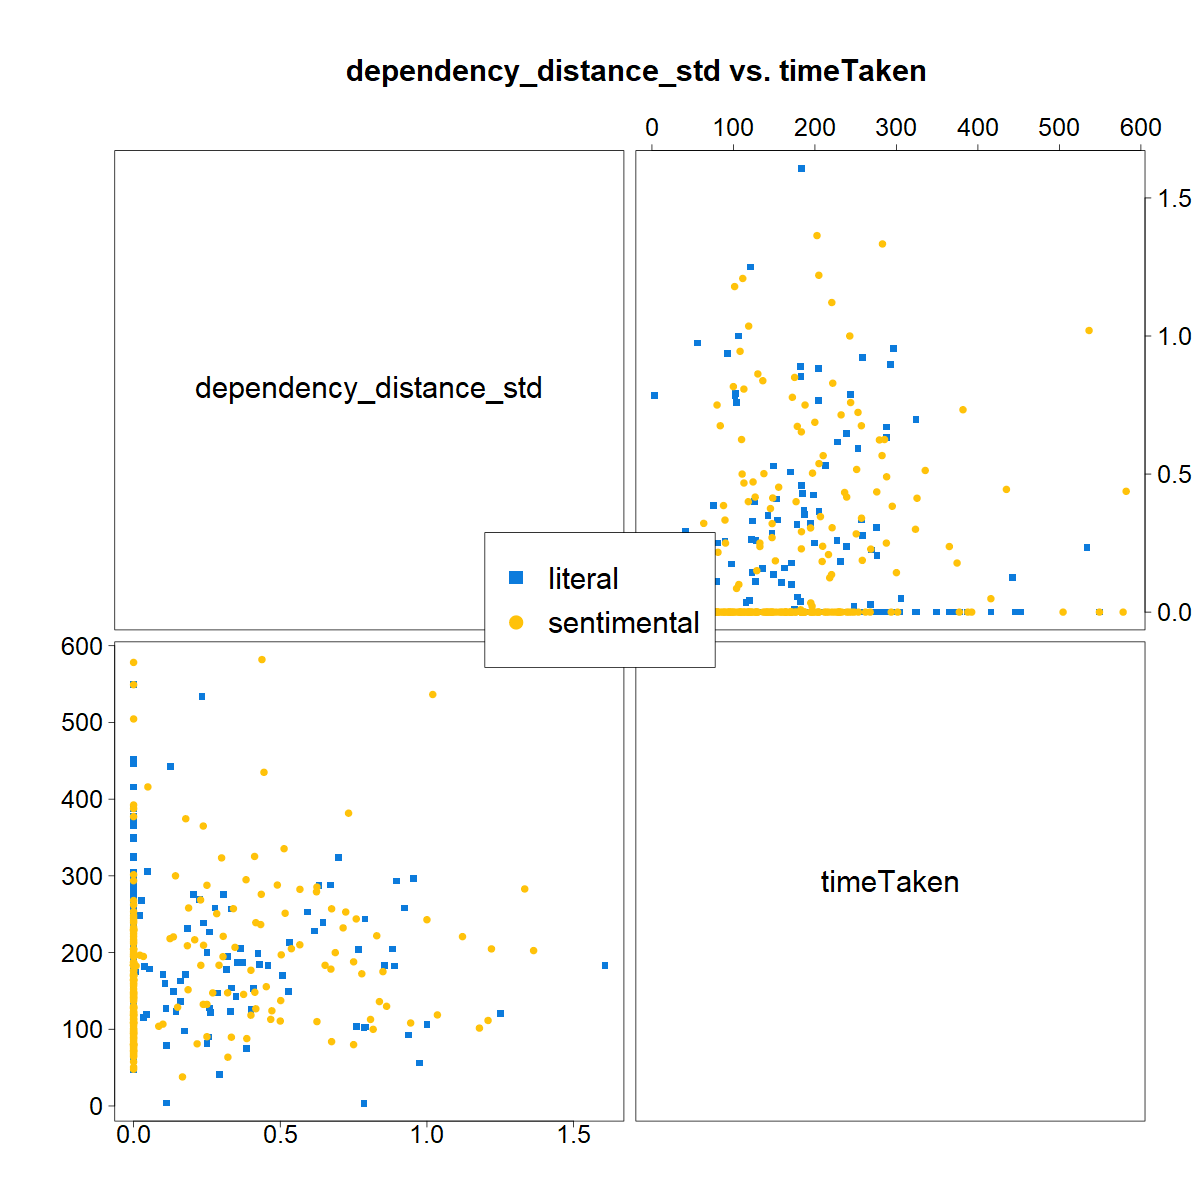 dependency_distance_std vs. timeTaken
0 100 200 300 400 500 600
dependency_distance_std
1.5
1.0
0.5
0.0
literal
sentimental
600
500
400
300
200
100
0
timeTaken
0.0 0.5 1.0 1.5